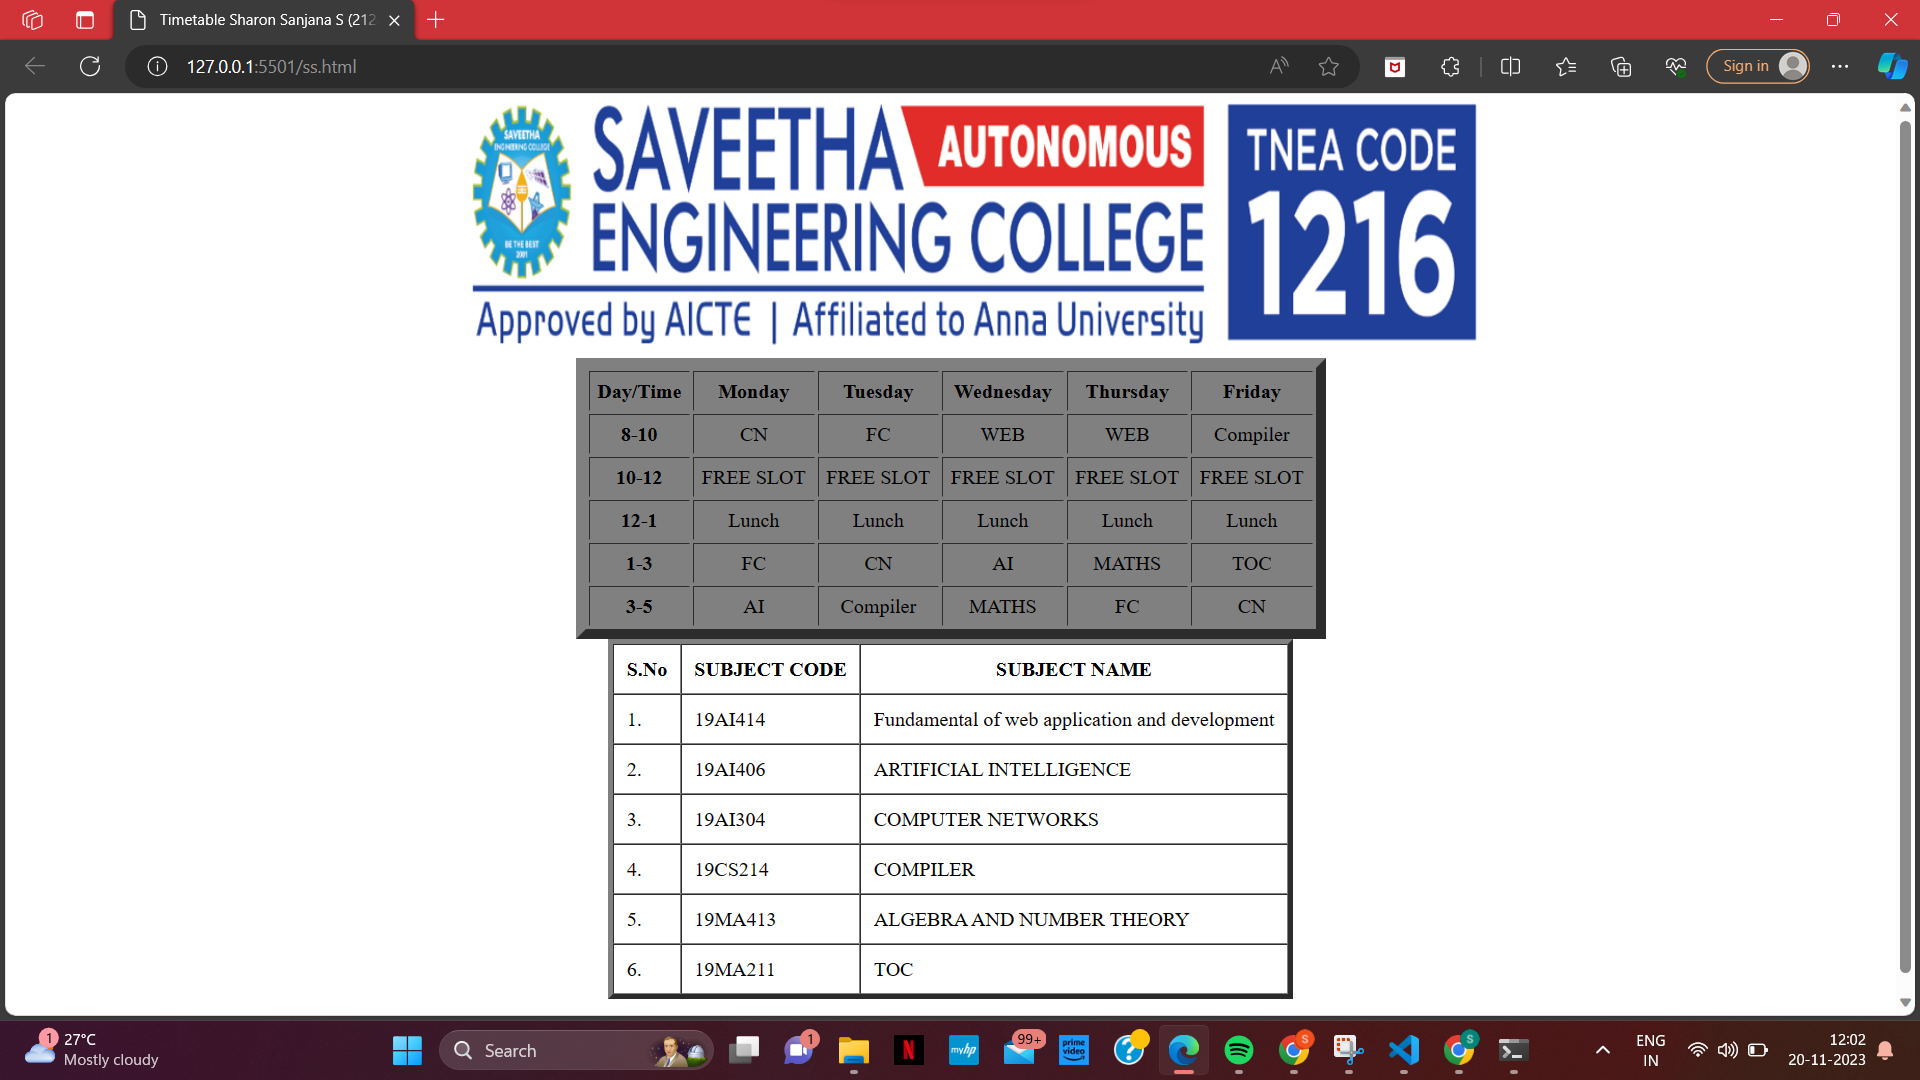 Timetable Sharon Sanjana S (212
127.0.0.1:5501/ss.html
Sign in
SAVEETHA
ENGINEERING COLLEGE
BE THE BEST
2001
SAVEETHA AUTONOMOUS
ENGINEERING COLLEGE
Approved by AICTE | Affiliated to Anna University
TNEA CODE
1216
Day/Time Monday Tuesday Wednesday Thursday Friday
8-10 CN FC WEB WEB Compiler
10-12 FREE SLOT FREE SLOT FREE SLOT FREE SLOT FREE SLOT
12-1 Lunch Lunch Lunch Lunch Lunch
1-3 FC CN AI MATHS TOC
3-5 AI Compiler MATHS FC CN
S.No SUBJECT CODE SUBJECT NAME
1. 19AI414 Fundamental of web application and development
2. 19AI406 ARTIFICIAL INTELLIGENCE
3. 19AI304 COMPUTER NETWORKS
4. 19CS214 COMPILER
5. 19MA413 ALGEBRA AND NUMBER THEORY
6. 19MA211 TOC
1
27°C
Mostly cloudy
Search
1
N
myhp
99+
prime video
S
S
ENG
IN
12:02
20-11-2023